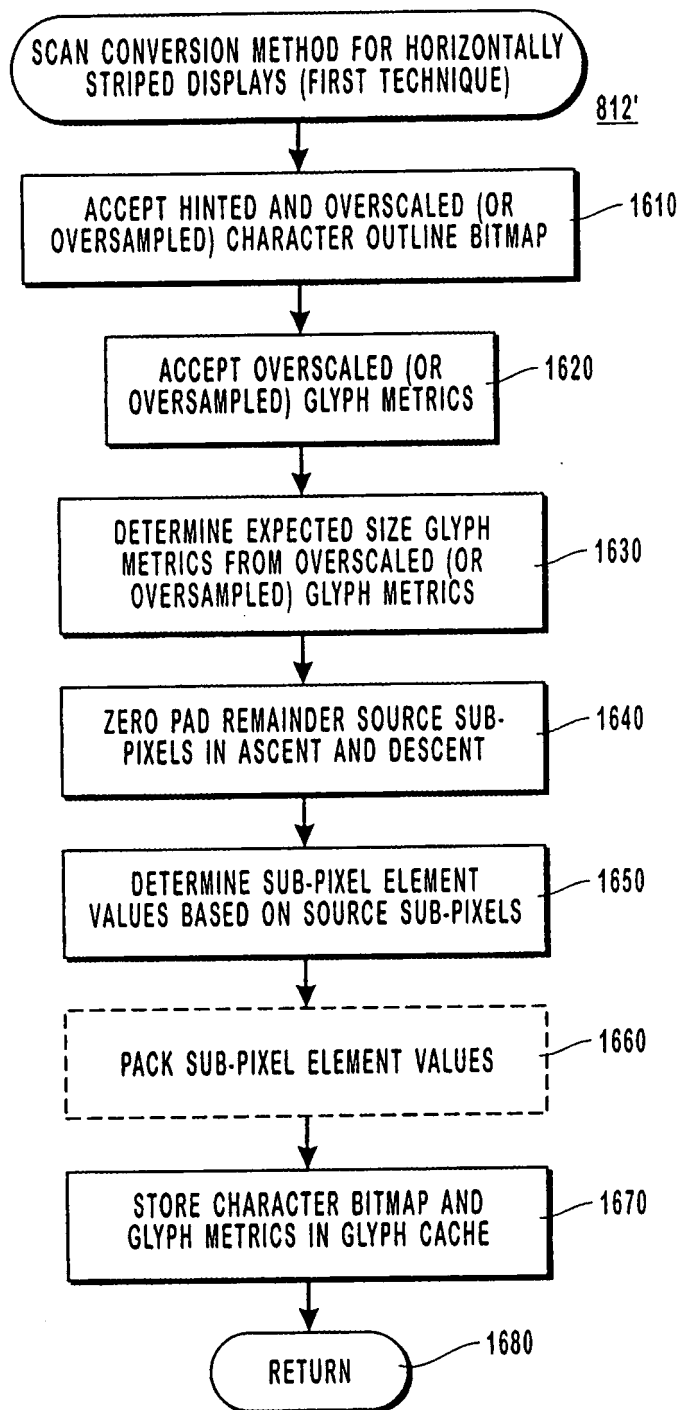 SCAN CONVERSION METHOD FOR HORIZONTALLY
STRIPED DISPLAYS (FIRST TECHNIQUE)
812'
ACCEPT HINTED AND OVERSCALED (OR
OVERSAMPLED) CHARACTER OUTLINE BITMAP
1610
ACCEPT OVERSCALED (OR
OVERSAMPLED) GLYPH METRICS
1620
DETERMINE EXPECTED SIZE GLYPH
METRICS FROM OVERSCALED (OR
OVERSAMPLED) GLYPH METRICS
1630
ZERO PAD REMAINDER SOURCE SUB-
PIXELS IN ASCENT AND DESCENT
1640
DETERMINE SUB-PIXEL ELEMENT
VALUES BASED ON SOURCE SUB-PIXELS
1650
PACK SUB-PIXEL ELEMENT VALUES
1660
STORE CHARACTER BITMAP AND
GLYPH METRICS IN GLYPH CACHE
1670
RETURN
1680